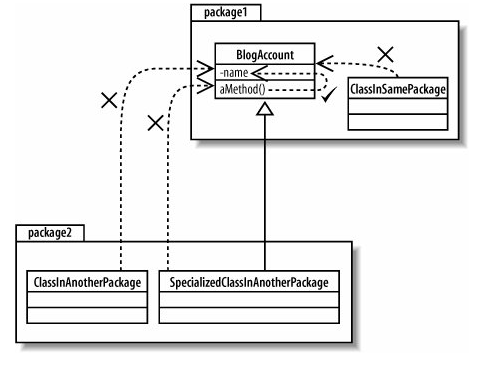 package1
BlogAccount
-name
aMethod()
ClassInSamePackage
package2
ClassInAnotherPackage
SpecializedClassInAnotherPackage